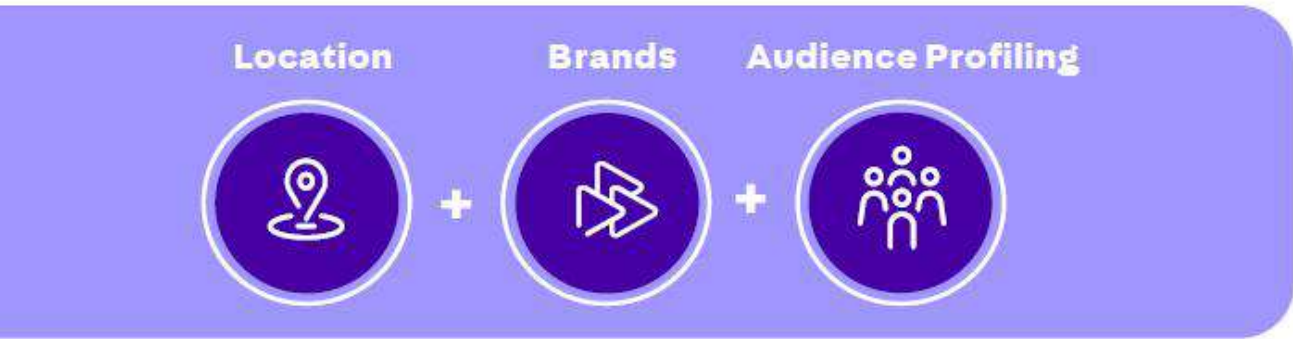 Location Brands Audience Profiling
+ +